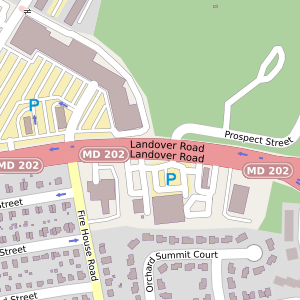 P
Landover Road
Prospect Street
MD 202
Landover Road
MD 202
MD 202
P
Street
Fire House Road
Street
Summit Court
Orchard